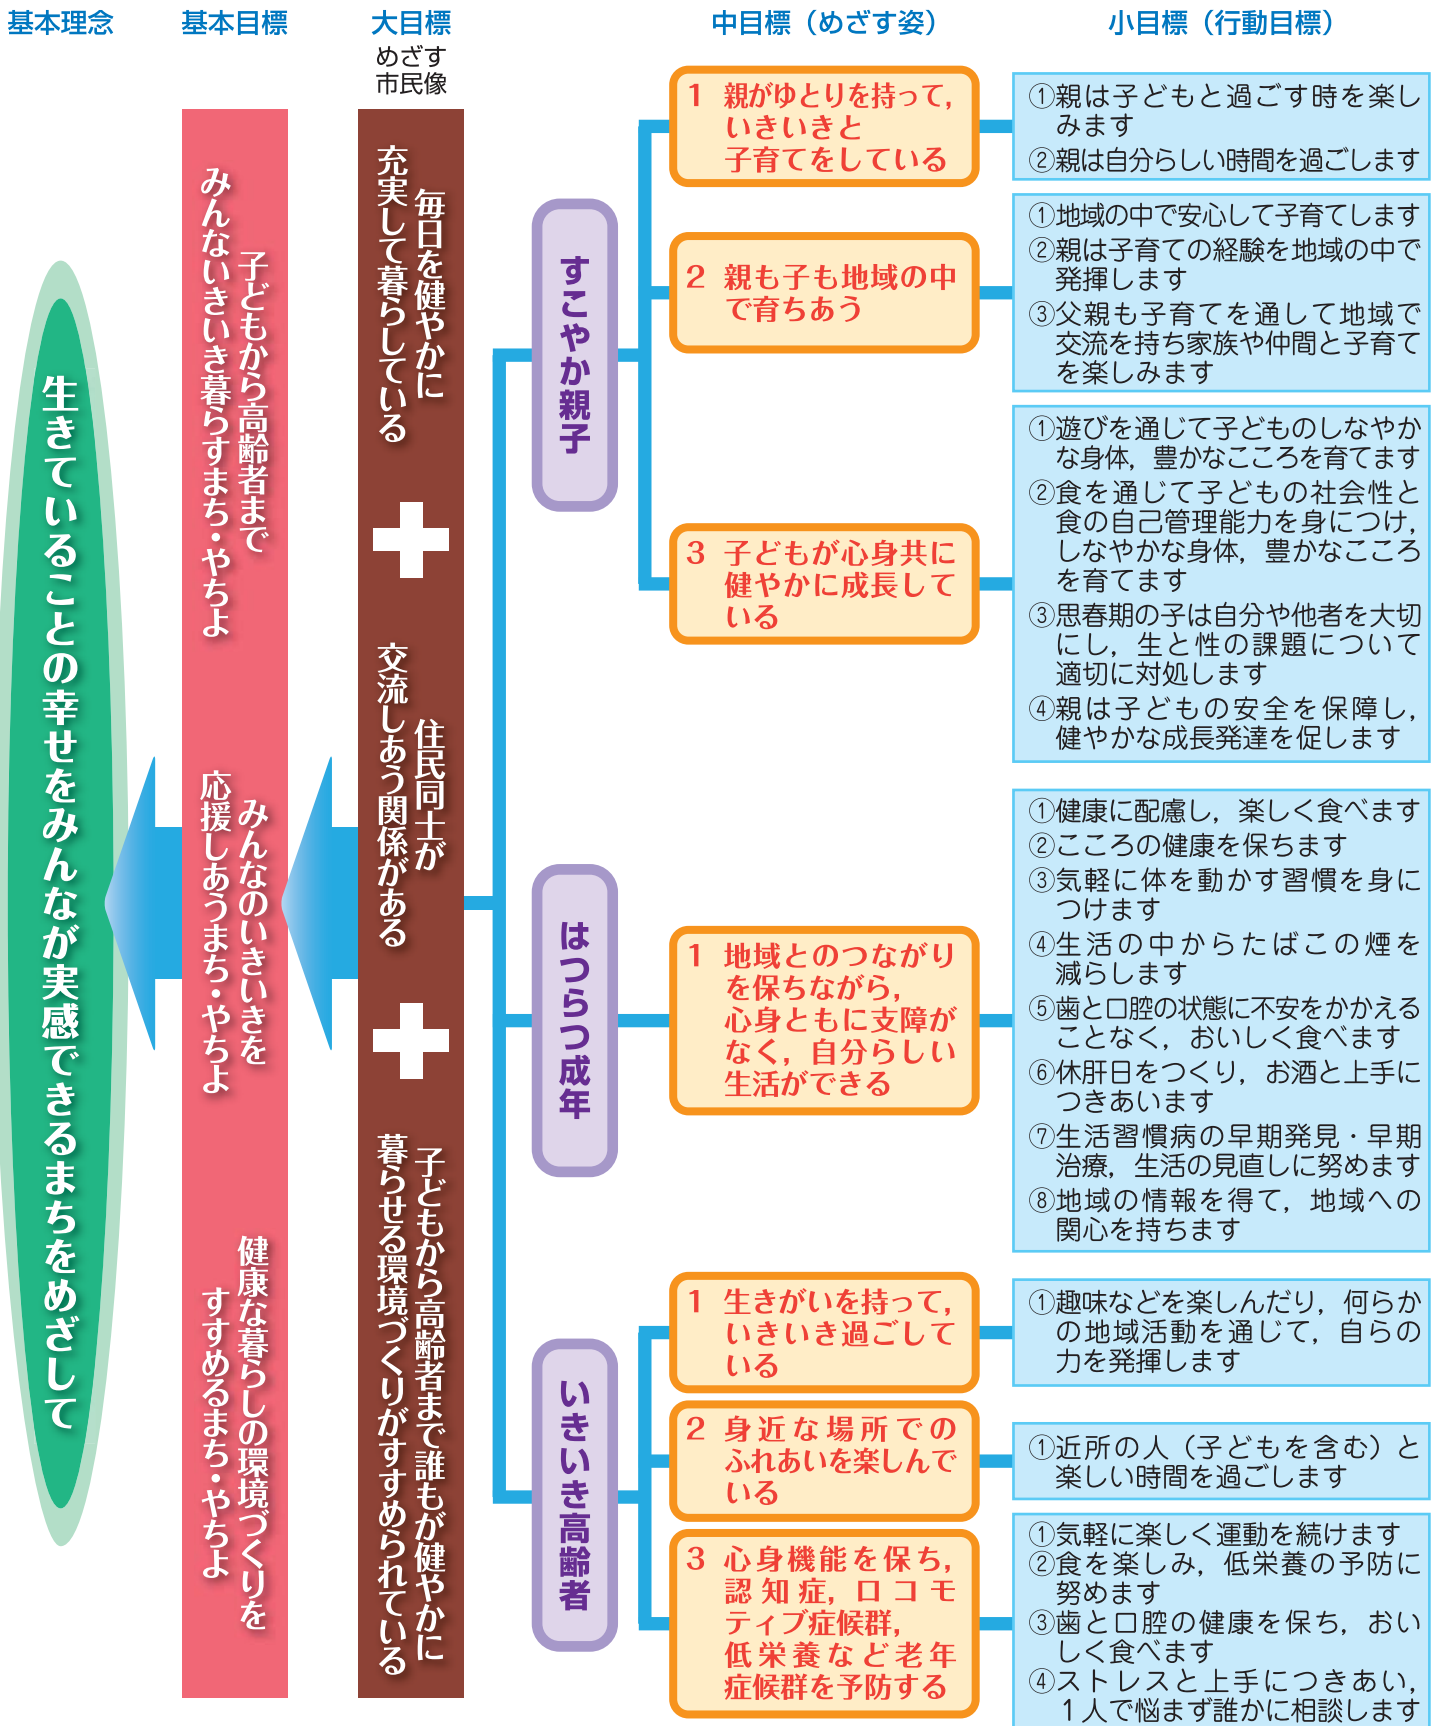 基本理念
基本目標
大目標
めざす
市民像
中目標（めざす姿）
小目標（行動目標）
生きていることの幸せをみんなが実感できるまちをめざして
子どもから高齢者まで
みんないきいき暮らすまち・やちよ
みんなのいきいきを
応援しあうまち・やちよ
健康な暮らしの環境づくりを
すすめるまち・やちよ
毎日を健やかに
充実して暮らしている
住民同士が
交流しあう関係がある
子どもから高齢者まで誰もが健やかに
暮らせる環境づくりがすすめられている
すこやか親子
1 親がゆとりを持って，
いきいきと
子育てをしている
①親は子どもと過ごす時を楽し
みます
②親は自分らしい時間を過ごします
2 親も子も地域の中
で育ちあう
①地域の中で安心して子育てします
②親は子育ての経験を地域の中で
発揮します
③父親も子育てを通して地域で
交流を持ち家族や仲間と子育て
を楽しみます
3 子どもが心身共に
健やかに成長して
いる
①遊びを通じて子どものしなやか
な身体，豊かなこころを育てます
②食を通じて子どもの社会性と
食の自己管理能力を身につけ，
しなやかな身体，豊かなこころ
を育てます
③思春期の子は自分や他者を大切
にし，生と性の課題について
適切に対処します
④親は子どもの安全を保障し，
健やかな成長発達を促します
はつらつ成年
1 地域とのつながり
を保ちながら，
心身ともに支障が
なく，自分らしい
生活ができる
①健康に配慮し，楽しく食べます
②こころの健康を保ちます
③気軽に体を動かす習慣を身に
つけます
④生活の中からたばこの煙を
減らします
⑤歯と口腔の状態に不安をかかえる
ことなく，おいしく食べます
⑥休肝日をつくり，お酒と上手に
つきあいます
⑦生活習慣病の早期発見・早期
治療，生活の見直しに努めます
⑧地域の情報を得て，地域への
関心を持ちます
いきいき高齢者
1 生きがいを持って，
いきいき過ごして
いる
①趣味などを楽しんだり，何らか
の地域活動を通じて，自らの
力を発揮します
2 身近な場所での
ふれあいを楽しんで
いる
①近所の人（子どもを含む）と
楽しい時間を過ごします
3 心身機能を保ち，
認知症，ロコモ
ティブ症候群，
低栄養など老年
症候群を予防する
①気軽に楽しく運動を続けます
②食を楽しみ，低栄養の予防に
努めます
③歯と口腔の健康を保ち，おい
しく食べます
④ストレスと上手につきあい，
１人で悩まず誰かに相談します